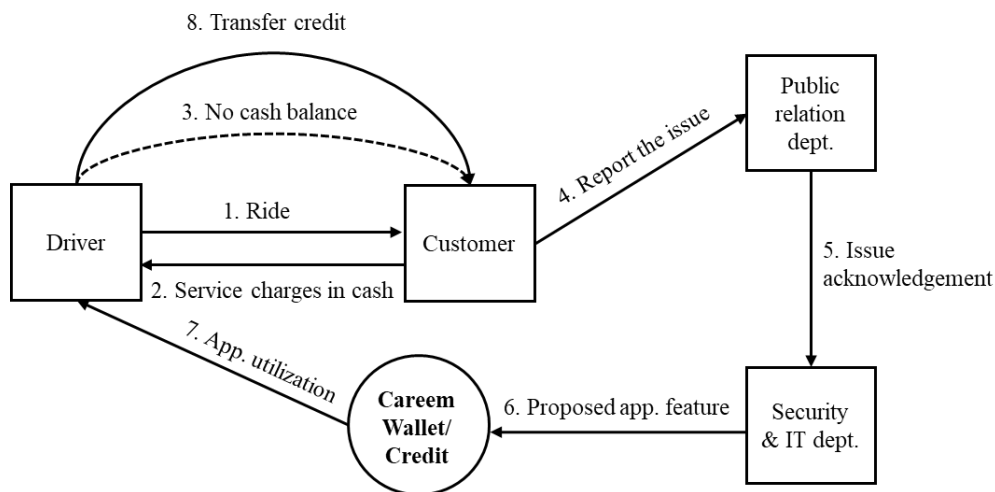 8. Transfer credit
3. No cash balance
4. Report the issue
Public
relation
dept.
Driver
1. Ride
Customer
2. Service charges in cash
5. Issue
acknowledgement
7. App. utilization
Careem
Wallet/
Credit
6. Proposed app. feature
Security
& IT dept.